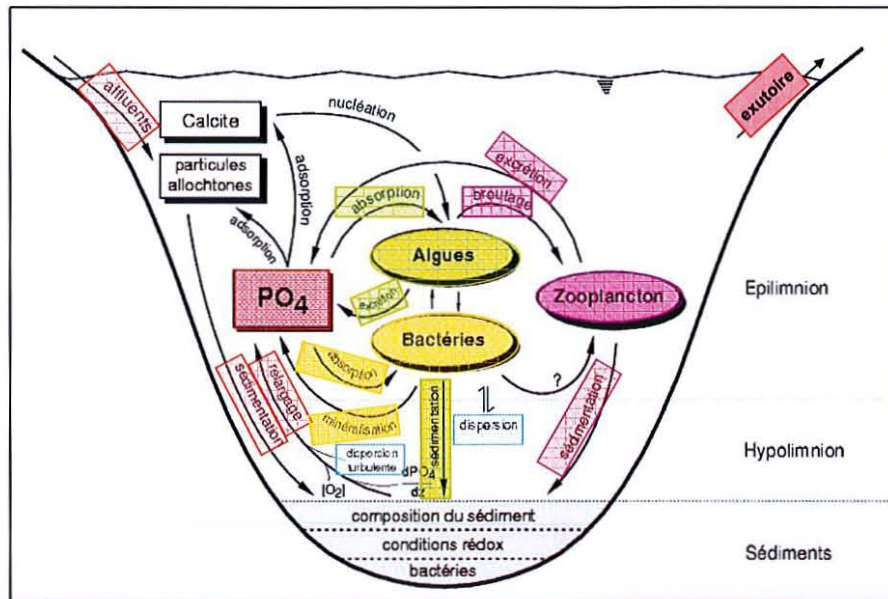 affluents
Calcite
particules
allochtones
nucléation
adsorption
adsorption
absorption
broutage
excrétion
exutoire
Algues
PO4
excrétion
Zooplancton
Epilimnion
Bactéries
absorption
minéralisation
sédimentation
relargage
sédimentation
dispersion
?
sédimentation
dispersion
turbulente
dPO4
dz
[O2]
Hypolimnion
composition du sédiment
conditions rédox
bactéries
Sédiments